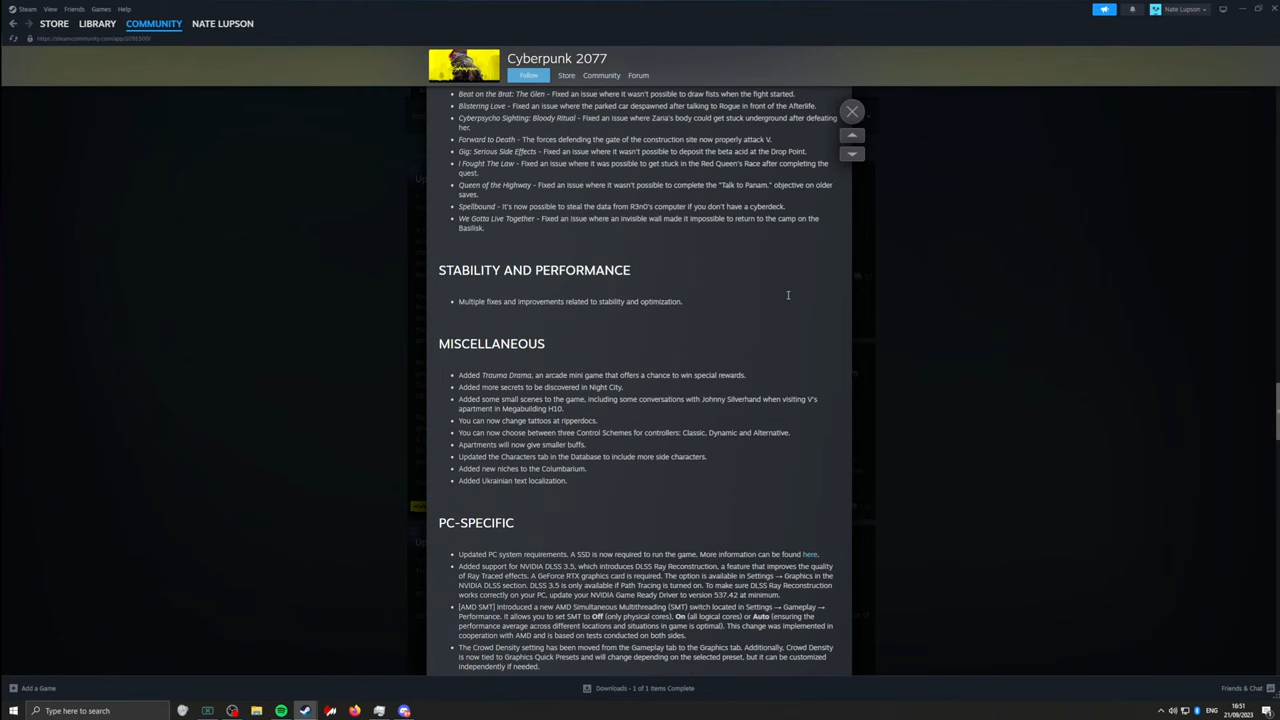 Steam View Friends Games Help
Nate Lupson
STORE LIBRARY COMMUNITY NATE LUPSON
https://steamcommunity.com/app/1091500/
Cyberpunk 2077
Follow Store Community Forum
• Beat on the Brat: The Glen - Fixed an issue where it wasn't possible to draw fists when the fight started.
• Blistering Love - Fixed an issue where the parked car despawned after talking to Rogue in front of the Afterlife.
• Cyberpsycho Sighting: Bloody Ritual - Fixed an issue where Zaria's body could get stuck underground after defeating
her.
• Forward to Death - The forces defending the gate of the construction site now properly attack V.
• Gig: Serious Side Effects - Fixed an issue where it wasn't possible to deposit the beta acid at the Drop Point.
• I Fought The Law - Fixed an issue where it was possible to get stuck in the Red Queen's Race after completing the
quest.
• Queen of the Highway - Fixed an issue where it wasn't possible to complete the "Talk to Panam." objective on older
saves.
• Spellbound - It's now possible to steal the data from R3n0's computer if you don't have a cyberdeck.
• We Gotta Live Together - Fixed an issue where an invisible wall made it impossible to return to the camp on the
Basilisk.
STABILITY AND PERFORMANCE
• Multiple fixes and improvements related to stability and optimization.
MISCELLANEOUS
• Added Trauma Drama, an arcade mini game that offers a chance to win special rewards.
• Added more secrets to be discovered in Night City.
• Added some small scenes to the game, including some conversations with Johnny Silverhand when visiting V's
apartment in Megabuilding H10.
• You can now change tattoos at ripperdocs.
• You can now choose between three Control Schemes for controllers: Classic, Dynamic and Alternative.
• Apartments will now give smaller buffs.
• Updated the Characters tab in the Database to include more side characters.
• Added new niches to the Columbarium.
• Added Ukrainian text localization.
PC-SPECIFIC
• Updated PC system requirements. A SSD is now required to run the game. More information can be found here.
• Added support for NVIDIA DLSS 3.5, which introduces DLSS Ray Reconstruction, a feature that improves the quality
of Ray Traced effects. A GeForce RTX graphics card is required. The option is available in Settings → Graphics in the
NVIDIA DLSS section. DLSS 3.5 is only available if Path Tracing is turned on. To make sure DLSS Ray Reconstruction
works correctly on your PC, update your NVIDIA Game Ready Driver to version 537.42 at minimum.
• [AMD SMT] Introduced a new AMD Simultaneous Multithreading (SMT) switch located in Settings → Gameplay →
Performance. It allows you to set SMT to Off (only physical cores), On (all logical cores) or Auto (ensuring the
performance average across different locations and situations in game is optimal). This change was implemented in
cooperation with AMD and is based on tests conducted on both sides.
• The Crowd Density setting has been moved from the Gameplay tab to the Graphics tab. Additionally, Crowd Density
is now tied to Graphics Quick Presets and will change depending on the selected preset, but it can be customized
independently if needed.
Add a Game
Downloads - 1 of 1 Items Complete
Friends & Chat
Type here to search
ENG
16:51
21/09/2023